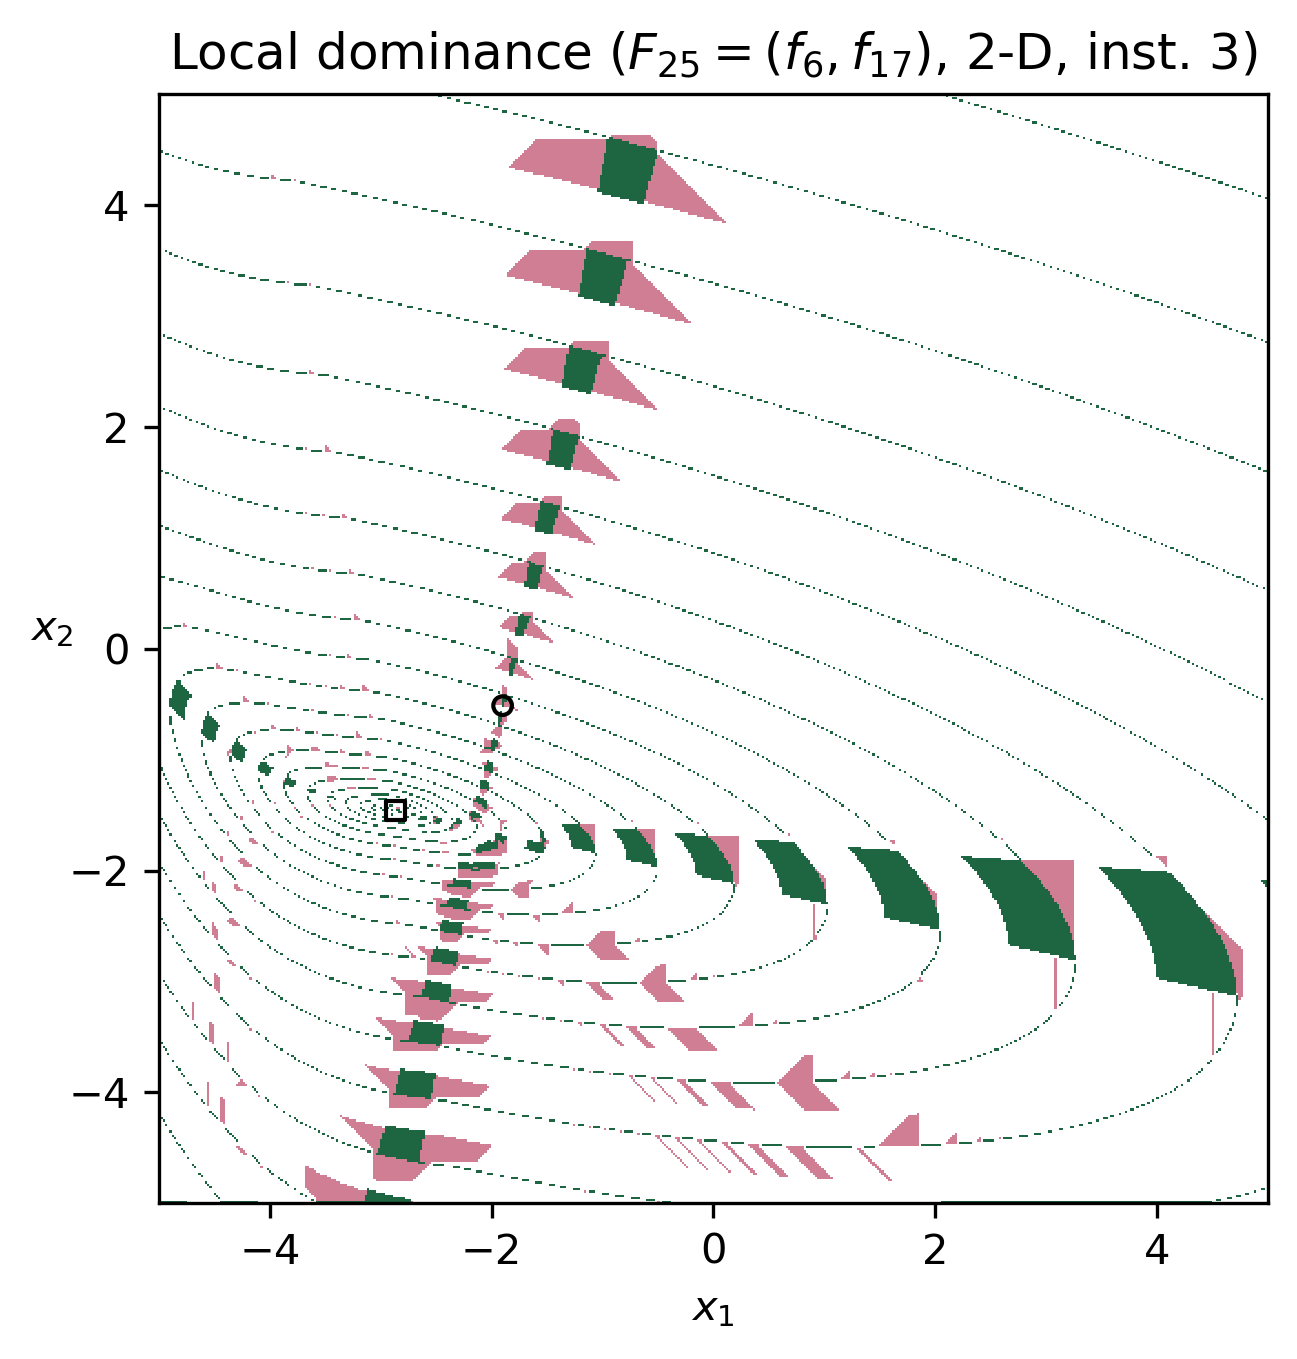 Local dominance (F₂₅ = (f₆, f₁₇), 2-D, inst. 3)
4
2
0
−2
−4
x₂
−4 −2 0 2 4
x₁